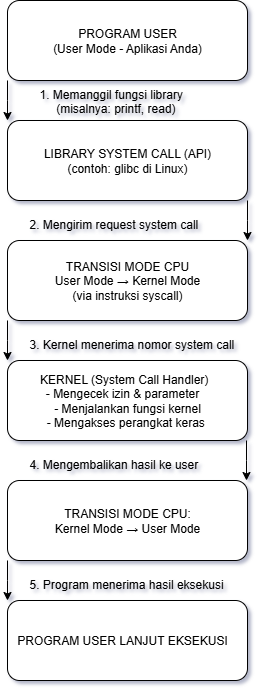 PROGRAM USER
(User Mode - Aplikasi Anda)
1. Memanggil fungsi library
(misalnya: printf, read)
LIBRARY SYSTEM CALL (API)
(contoh: glibc di Linux)
2. Mengirim request system call
TRANSISI MODE CPU
User Mode → Kernel Mode
(via instruksi syscall)
3. Kernel menerima nomor system call
KERNEL (System Call Handler)
- Mengecek izin & parameter
- Menjalankan fungsi kernel
- Mengakses perangkat keras
4. Mengembalikan hasil ke user
TRANSISI MODE CPU:
Kernel Mode → User Mode
5. Program menerima hasil eksekusi
PROGRAM USER LANJUT EKSEKUSI